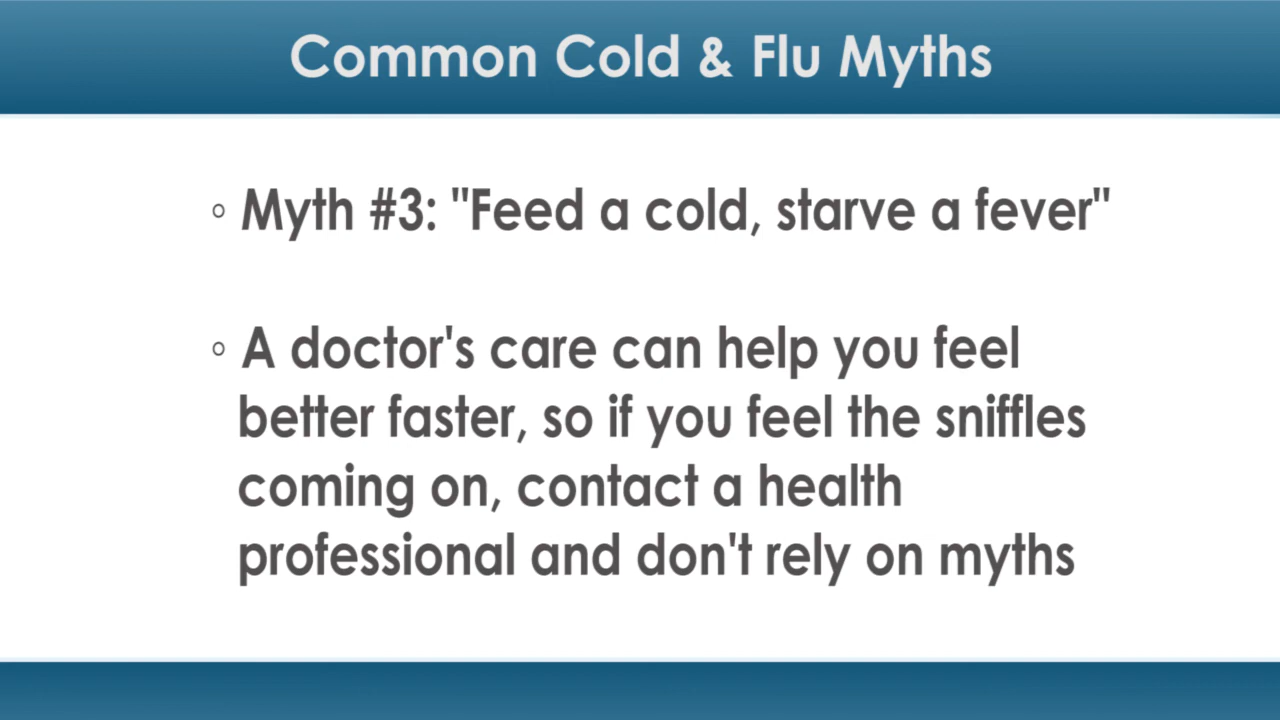 Common Cold & Flu Myths
◦ Myth #3: "Feed a cold, starve a fever"
◦ A doctor's care can help you feel
better faster, so if you feel the sniffles
coming on, contact a health
professional and don't rely on myths